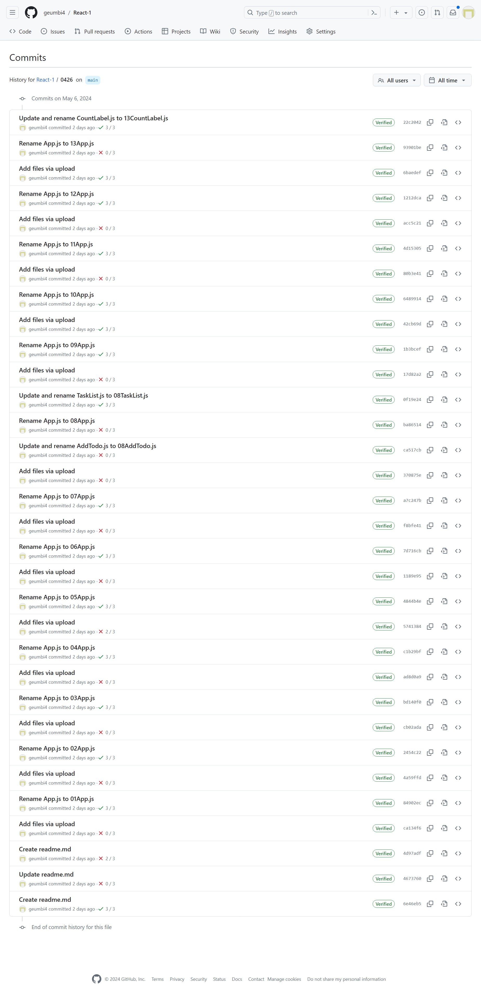 geumbi4 / React-1
Type / to search
Code Issues Pull requests Actions Projects Wiki Security Insights Settings
Commits
History for React-1 / 0426 on main
All users All time
Commits on May 6, 2024
Update and rename CountLabel.js to 13CountLabel.js
geumbi4 committed 2 days ago · 3 / 3
Verified 22c2042
Rename App.js to 13App.js
geumbi4 committed 2 days ago · 0 / 3
Verified 93901be
Add files via upload
geumbi4 committed 2 days ago · 3 / 3
Verified 6baedef
Rename App.js to 12App.js
geumbi4 committed 2 days ago · 3 / 3
Verified 1212dca
Add files via upload
geumbi4 committed 2 days ago · 0 / 3
Verified acc5c21
Rename App.js to 11App.js
geumbi4 committed 2 days ago · 3 / 3
Verified 4d15305
Add files via upload
geumbi4 committed 2 days ago · 0 / 3
Verified 80b3e41
Rename App.js to 10App.js
geumbi4 committed 2 days ago · 3 / 3
Verified 6489914
Add files via upload
geumbi4 committed 2 days ago · 3 / 3
Verified 42cb69d
Rename App.js to 09App.js
geumbi4 committed 2 days ago · 3 / 3
Verified 1b3bcef
Add files via upload
geumbi4 committed 2 days ago · 0 / 3
Verified 17d82a2
Update and rename TaskList.js to 08TaskList.js
geumbi4 committed 2 days ago · 3 / 3
Verified 0f19e24
Rename App.js to 08App.js
geumbi4 committed 2 days ago · 0 / 3
Verified ba86514
Update and rename AddTodo.js to 08AddTodo.js
geumbi4 committed 2 days ago · 0 / 3
Verified ca517cb
Add files via upload
geumbi4 committed 2 days ago · 0 / 3
Verified 370875e
Rename App.js to 07App.js
geumbi4 committed 2 days ago · 3 / 3
Verified a7c247b
Add files via upload
geumbi4 committed 2 days ago · 0 / 3
Verified f8bfe41
Rename App.js to 06App.js
geumbi4 committed 2 days ago · 3 / 3
Verified 7d716cb
Add files via upload
geumbi4 committed 2 days ago · 0 / 3
Verified 1189e95
Rename App.js to 05App.js
geumbi4 committed 2 days ago · 3 / 3
Verified 4844b4e
Add files via upload
geumbi4 committed 2 days ago · 2 / 3
Verified 5741384
Rename App.js to 04App.js
geumbi4 committed 2 days ago · 3 / 3
Verified c1b29bf
Add files via upload
geumbi4 committed 2 days ago · 0 / 3
Verified ad8d0a9
Rename App.js to 03App.js
geumbi4 committed 2 days ago · 3 / 3
Verified bd140f0
Add files via upload
geumbi4 committed 2 days ago · 0 / 3
Verified cb02ada
Rename App.js to 02App.js
geumbi4 committed 2 days ago · 3 / 3
Verified 2454c22
Add files via upload
geumbi4 committed 2 days ago · 0 / 3
Verified 4a59ffd
Rename App.js to 01App.js
geumbi4 committed 2 days ago · 3 / 3
Verified 84902ec
Add files via upload
geumbi4 committed 2 days ago · 0 / 3
Verified ca134f6
Create readme.md
geumbi4 committed 2 days ago · 2 / 3
Verified 4d97adf
Update readme.md
geumbi4 committed 2 days ago · 0 / 3
Verified 4673760
Create readme.md
geumbi4 committed 2 days ago · 3 / 3
Verified 6e46eb5
End of commit history for this file
© 2024 GitHub, Inc. Terms Privacy Security Status Docs Contact Manage cookies Do not share my personal information